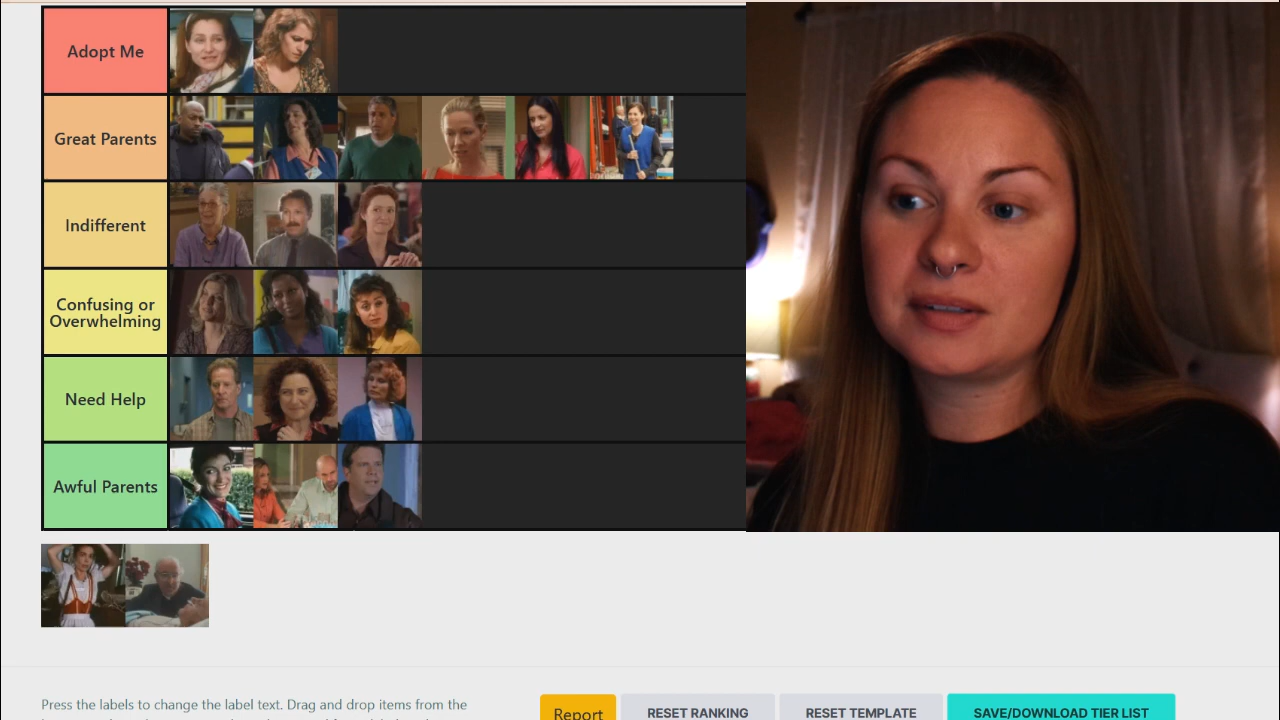 Adopt Me
Great Parents
Indifferent
Confusing or
Overwhelming
Need Help
Awful Parents
Press the labels to change the label text. Drag and drop items from the
Report
RESET RANKING
RESET TEMPLATE
SAVE/DOWNLOAD TIER LIST